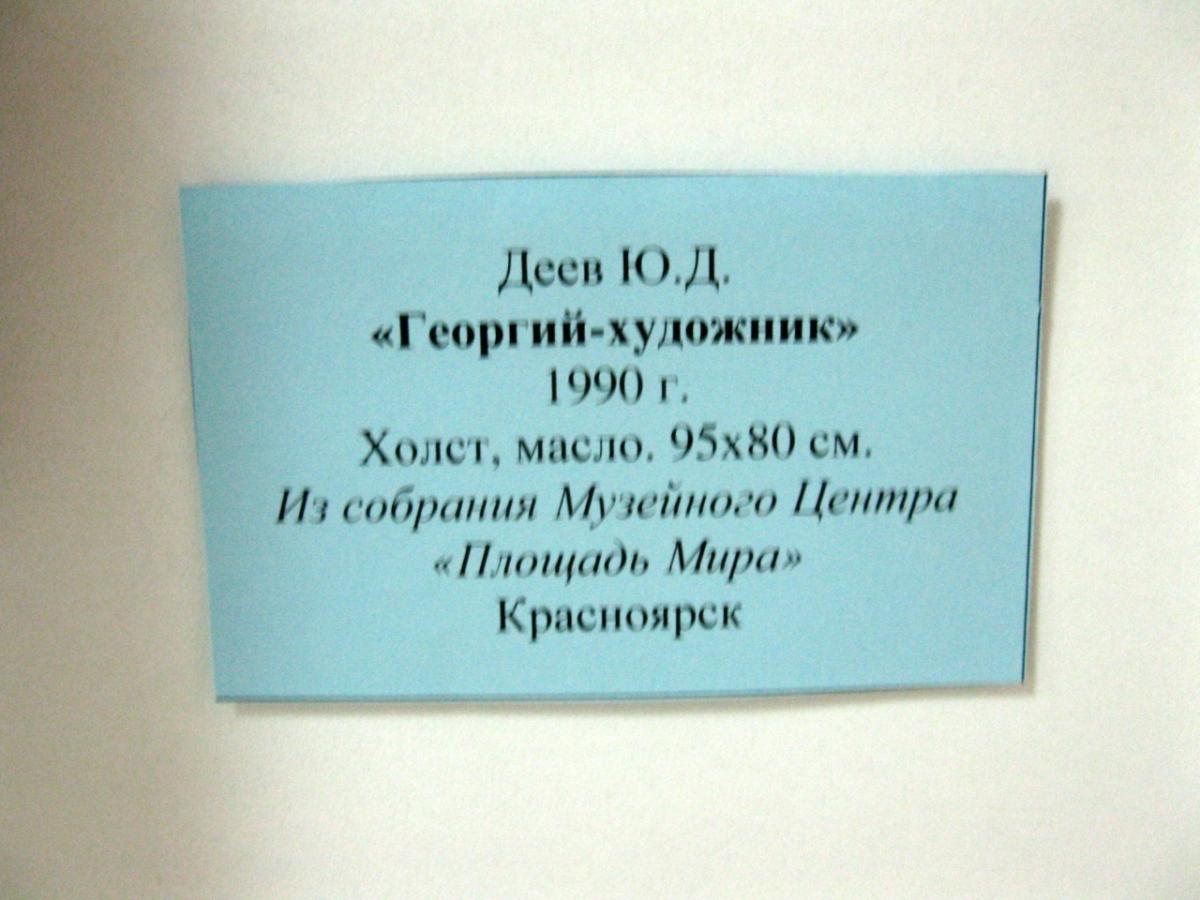 Деев Ю.Д.
«Георгий-художник»
1990 г.
Холст, масло. 95х80 см.
Из собрания Музейного Центра
«Площадь Мира»
Красноярск